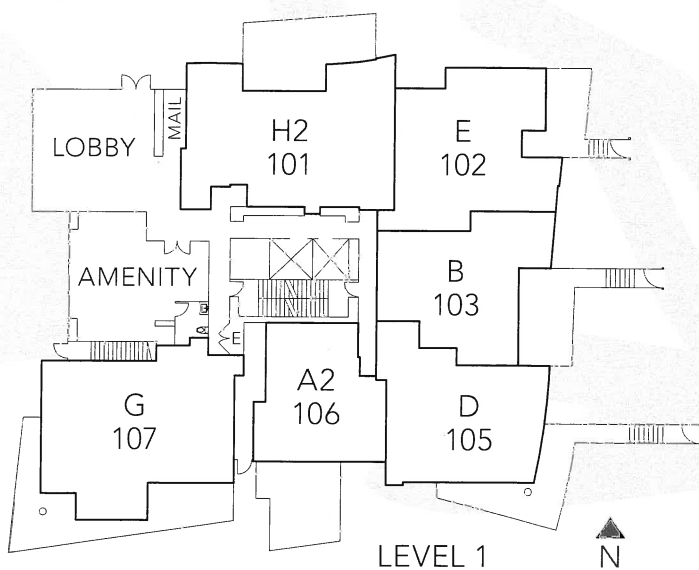 H2
101
E
102
LOBBY
MAIL
AMENITY
B
103
E
A2
106
G
107
D
105
LEVEL 1
N